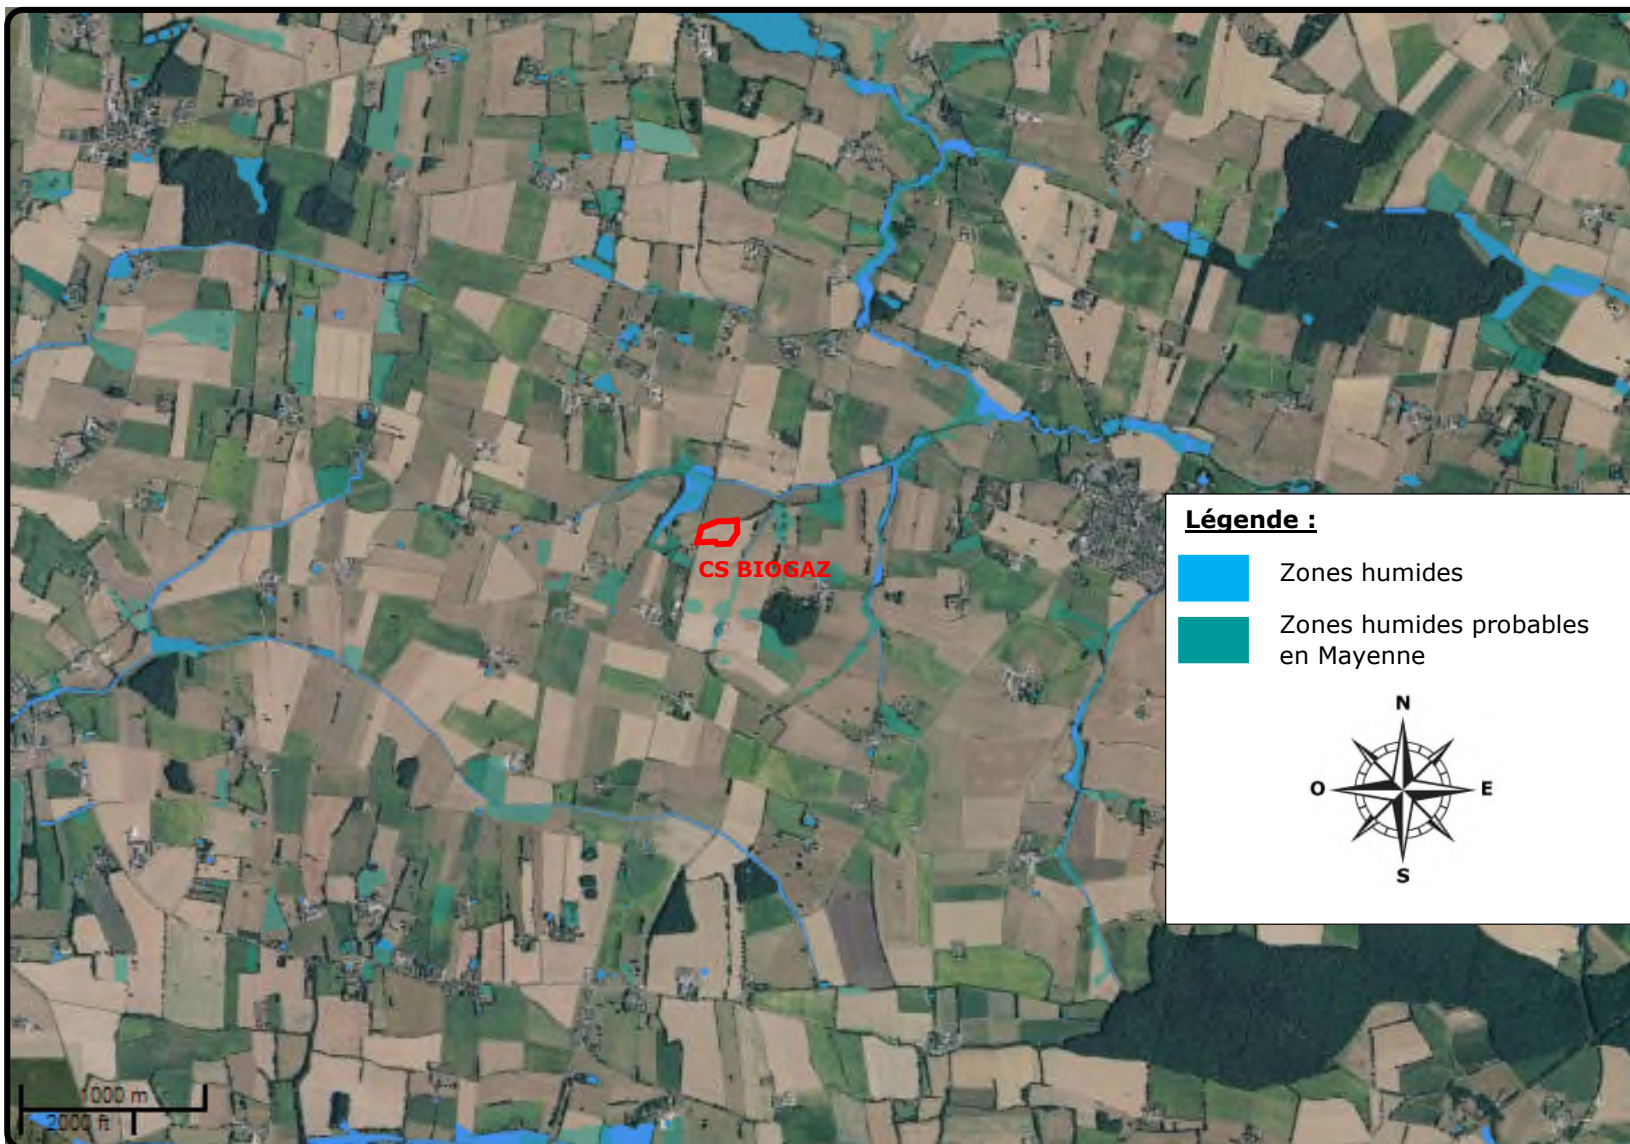 Légende :
Zones humides
Zones humides probables
en Mayenne
CS BIOGAZ
N
O
E
S
1000 m
2000 ft